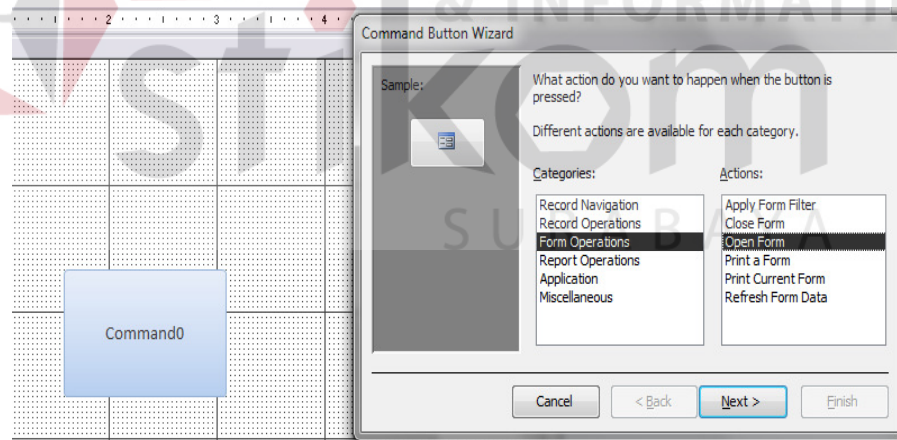 2 3 4
& INFORMATI
stikom
SURABAYA
Command0
Command Button Wizard
Sample:
What action do you want to happen when the button is
pressed?
Different actions are available for each category.
Categories:
Actions:
Record Navigation
Record Operations
Form Operations
Report Operations
Application
Miscellaneous
Apply Form Filter
Close Form
Open Form
Print a Form
Print Current Form
Refresh Form Data
Cancel
< Back
Next >
Finish